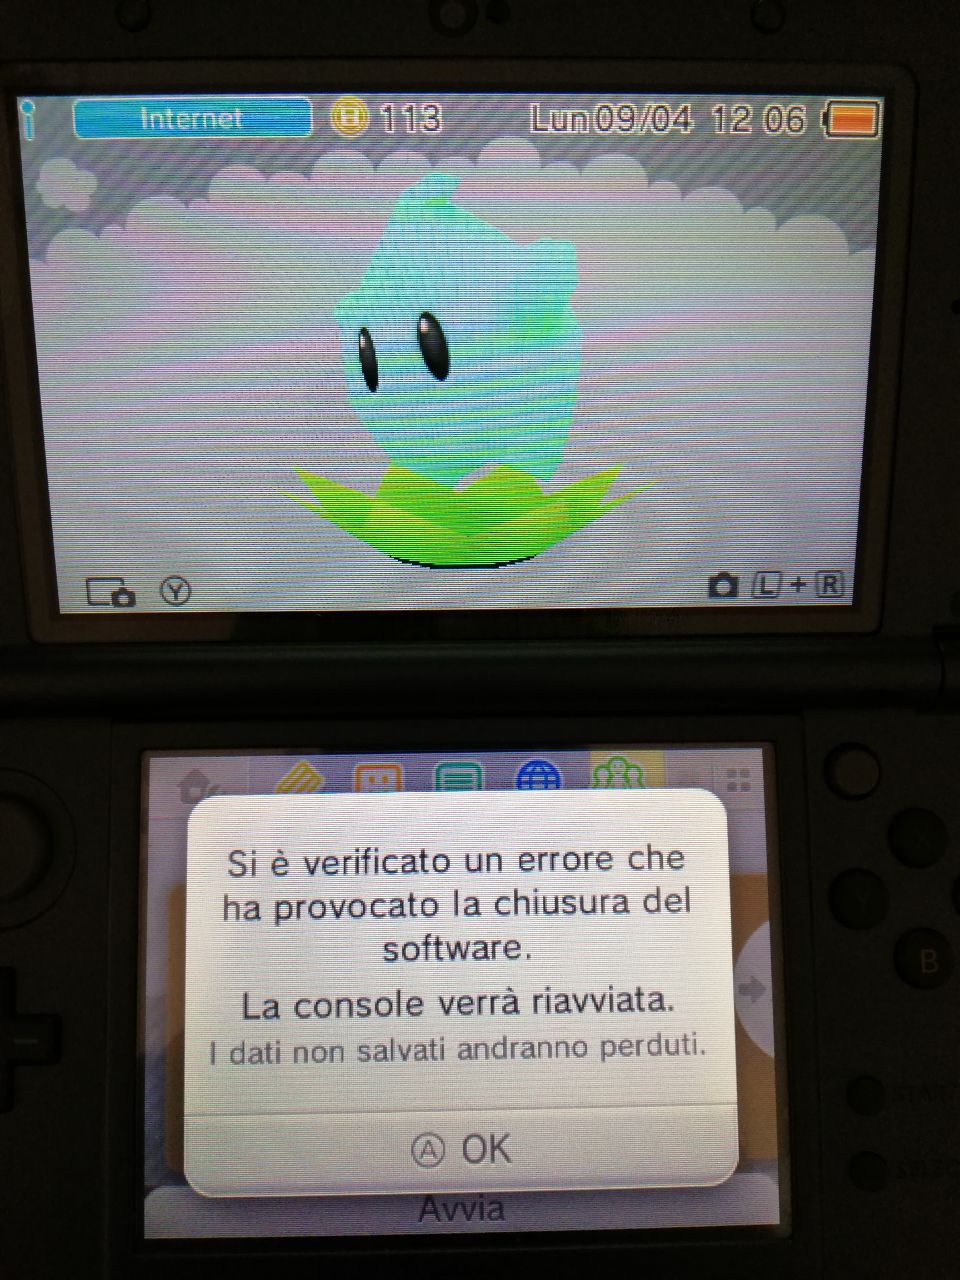 Internet 113 Lun 09/04 12 06
Y L + R
Si è verificato un errore che
ha provocato la chiusura del
software.
La console verrà riavviata.
I dati non salvati andranno perduti.
A OK
Avvia
B
SELEC